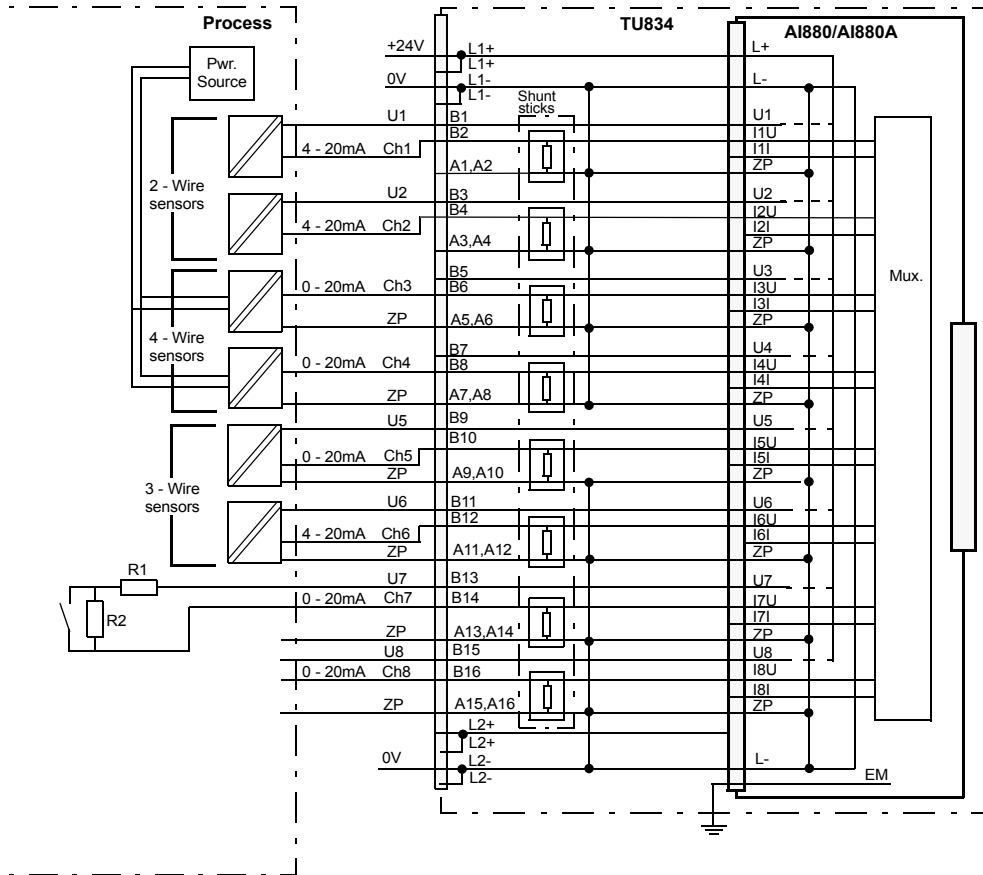 Process
TU834
AI880/AI880A
Pwr.
Source
+24V
L1+
L1+
L+
0V
L1-
L1-
L-
Shunt
sticks
U1
B1
U1
B2
I1U
4 - 20mA
Ch1
I1I
A1,A2
ZP
2 - Wire
sensors
U2
B3
U2
B4
I2U
4 - 20mA
Ch2
I2I
A3,A4
ZP
B5
U3
0 - 20mA
Ch3
B6
I3U
I3I
ZP
A5,A6
ZP
Mux.
4 - Wire
sensors
B7
U4
0 - 20mA
Ch4
B8
I4U
I4I
ZP
A7,A8
ZP
U5
B9
U5
B10
I5U
0 - 20mA
Ch5
I5I
ZP
A9,A10
ZP
3 - Wire
sensors
U6
B11
U6
B12
I6U
4 - 20mA
Ch6
I6I
ZP
A11,A12
ZP
R1
U7
B13
U7
0 - 20mA
Ch7
B14
I7U
R2
I7I
ZP
A13,A14
ZP
U8
B15
U8
0 - 20mA
Ch8
B16
I8U
I8I
ZP
A15,A16
ZP
L2+
L2+
0V
L2-
L2-
L-
EM